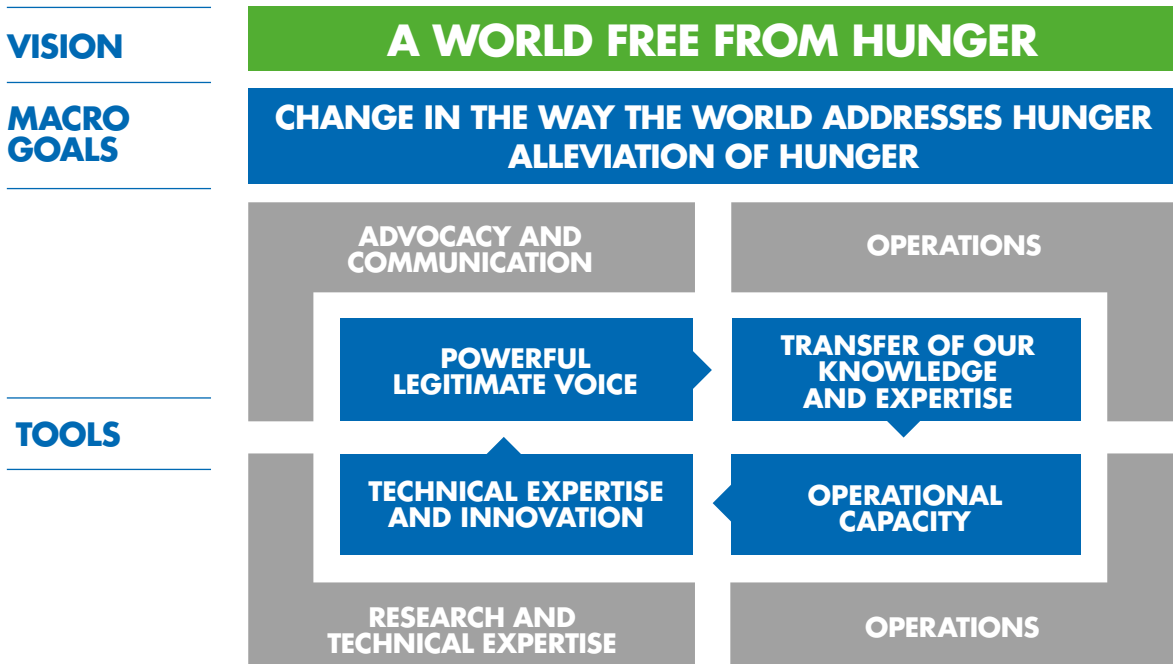 VISION
A WORLD FREE FROM HUNGER
MACRO
GOALS
CHANGE IN THE WAY THE WORLD ADDRESSES HUNGER
ALLEVIATION OF HUNGER
ADVOCACY AND
COMMUNICATION
OPERATIONS
POWERFUL
LEGITIMATE VOICE
TRANSFER OF OUR
KNOWLEDGE
AND EXPERTISE
TOOLS
TECHNICAL EXPERTISE
AND INNOVATION
OPERATIONAL
CAPACITY
RESEARCH AND
TECHNICAL EXPERTISE
OPERATIONS